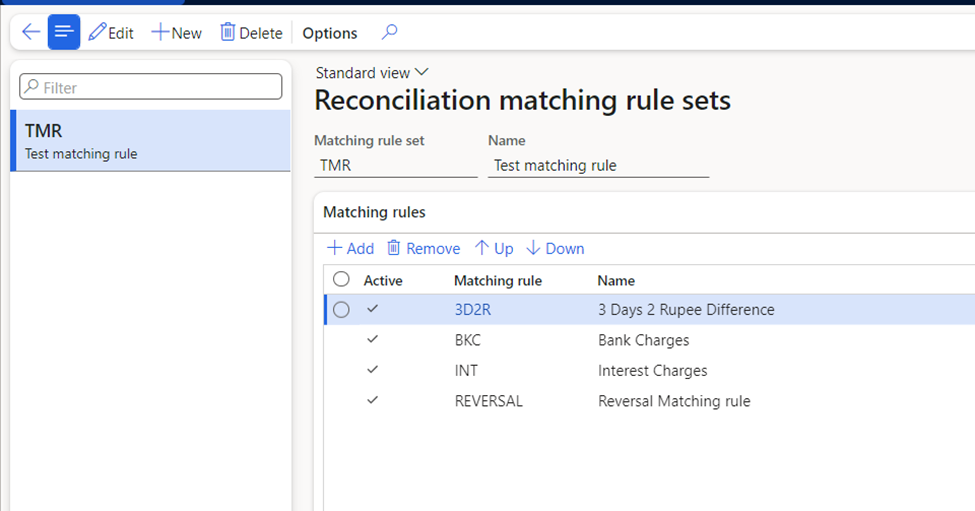 Edit New Delete Options
Filter
TMR
Test matching rule
Standard view
Reconciliation matching rule sets
Matching rule set Name
TMR Test matching rule
Matching rules
Add Remove Up Down
Active Matching rule Name
3D2R 3 Days 2 Rupee Difference
BKC Bank Charges
INT Interest Charges
REVERSAL Reversal Matching rule